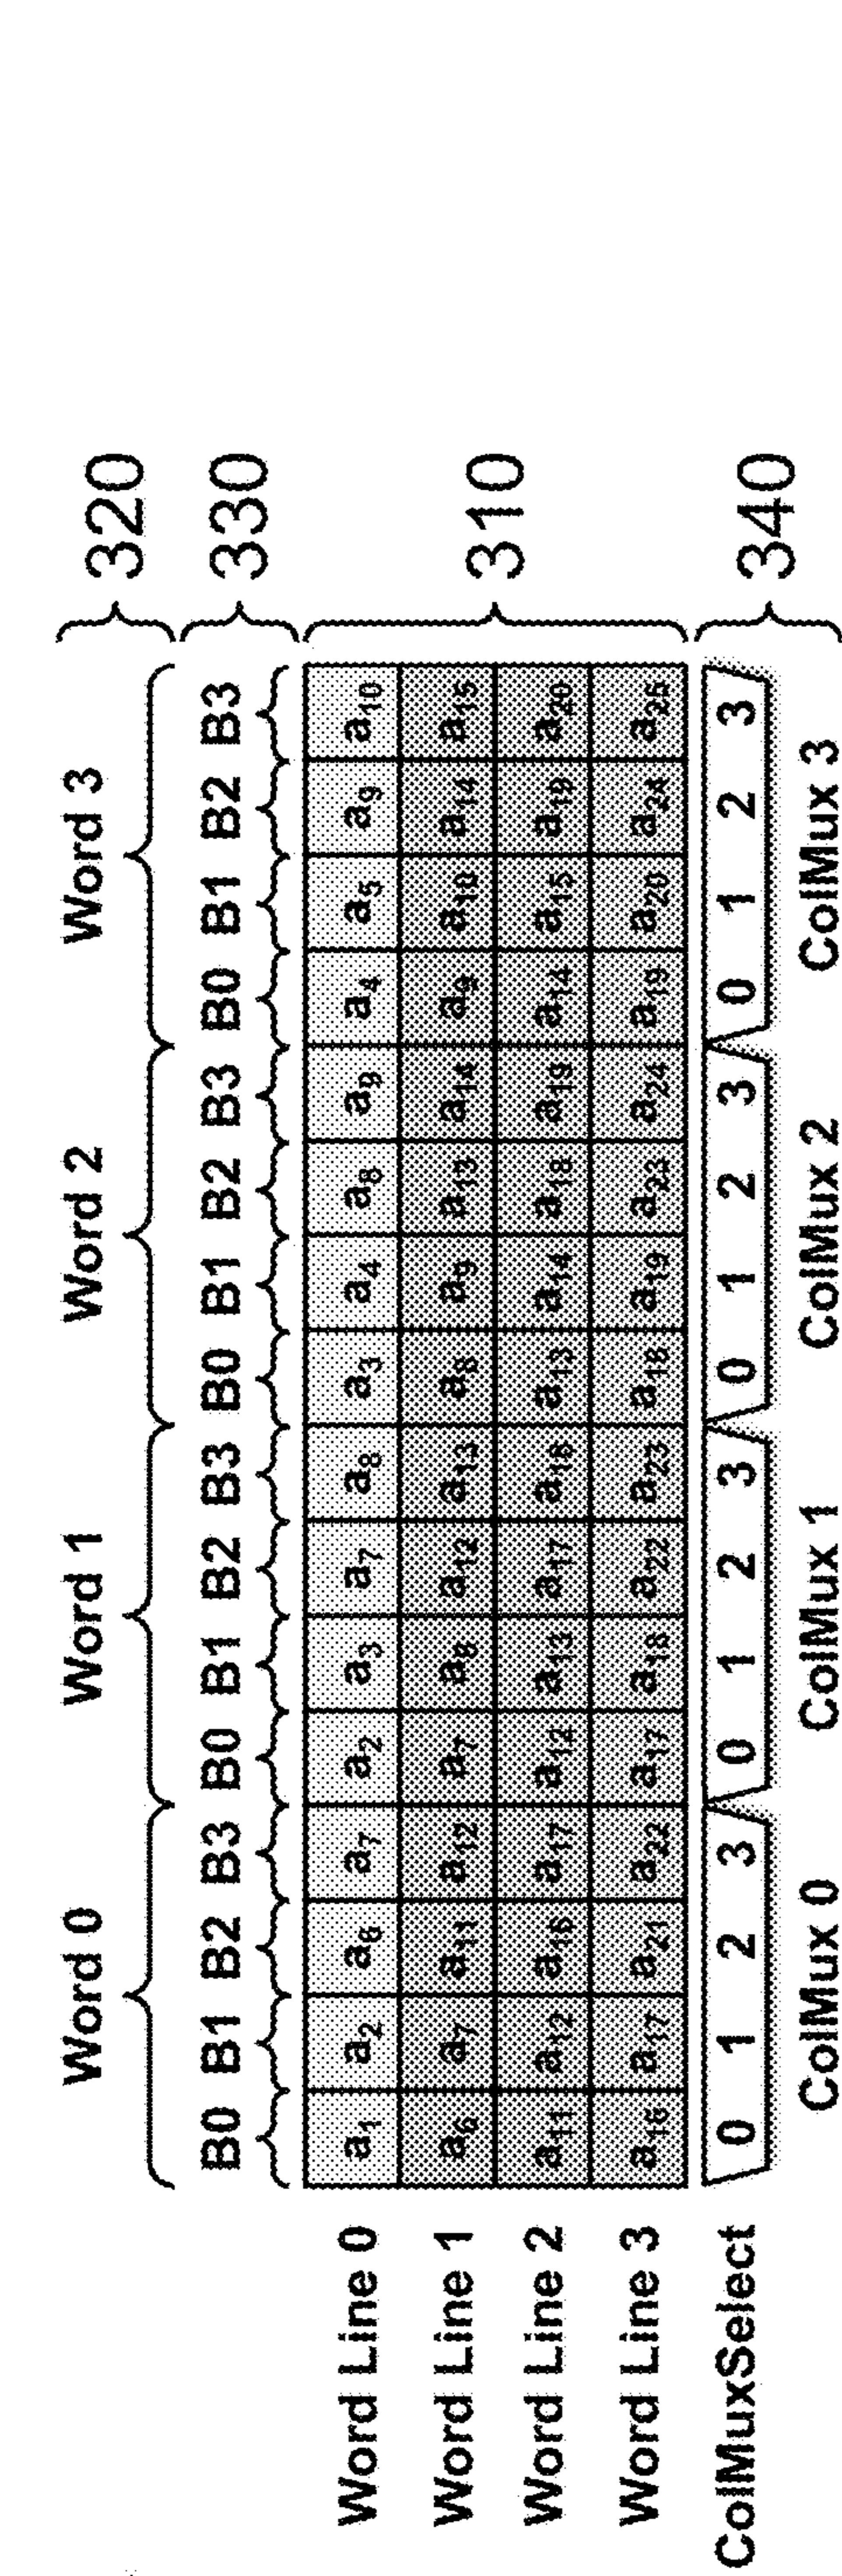 Word 0 Word 1 Word 2 Word 3 320
B0 B1 B2 B3 B0 B1 B2 B3 B0 B1 B2 B3 B0 B1 B2 B3 330
Word Line 0 a1 a2 a6 a7 a2 a3 a7 a8 a3 a4 a8 a9 a4 a5 a9 a10
Word Line 1 a6 a7 a11 a12 a7 a8 a12 a13 a8 a9 a13 a14 a9 a10 a14 a15
310
Word Line 2 a11 a12 a16 a17 a12 a13 a17 a18 a13 a14 a18 a19 a14 a15 a19 a20
Word Line 3 a16 a17 a21 a22 a17 a18 a22 a23 a18 a19 a23 a24 a19 a20 a24 a25
ColMuxSelect 0 1 2 3 0 1 2 3 0 1 2 3 0 1 2 3 340
ColMux 0 ColMux 1 ColMux 2 ColMux 3